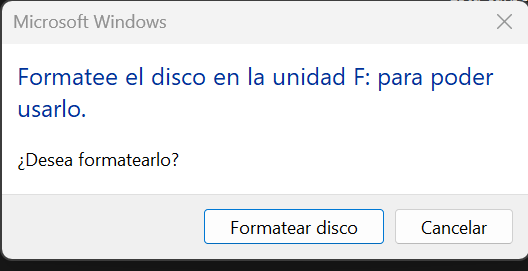 Microsoft Windows
Formatee el disco en la unidad F: para poder
usarlo.
¿Desea formatearlo?
Formatear disco
Cancelar